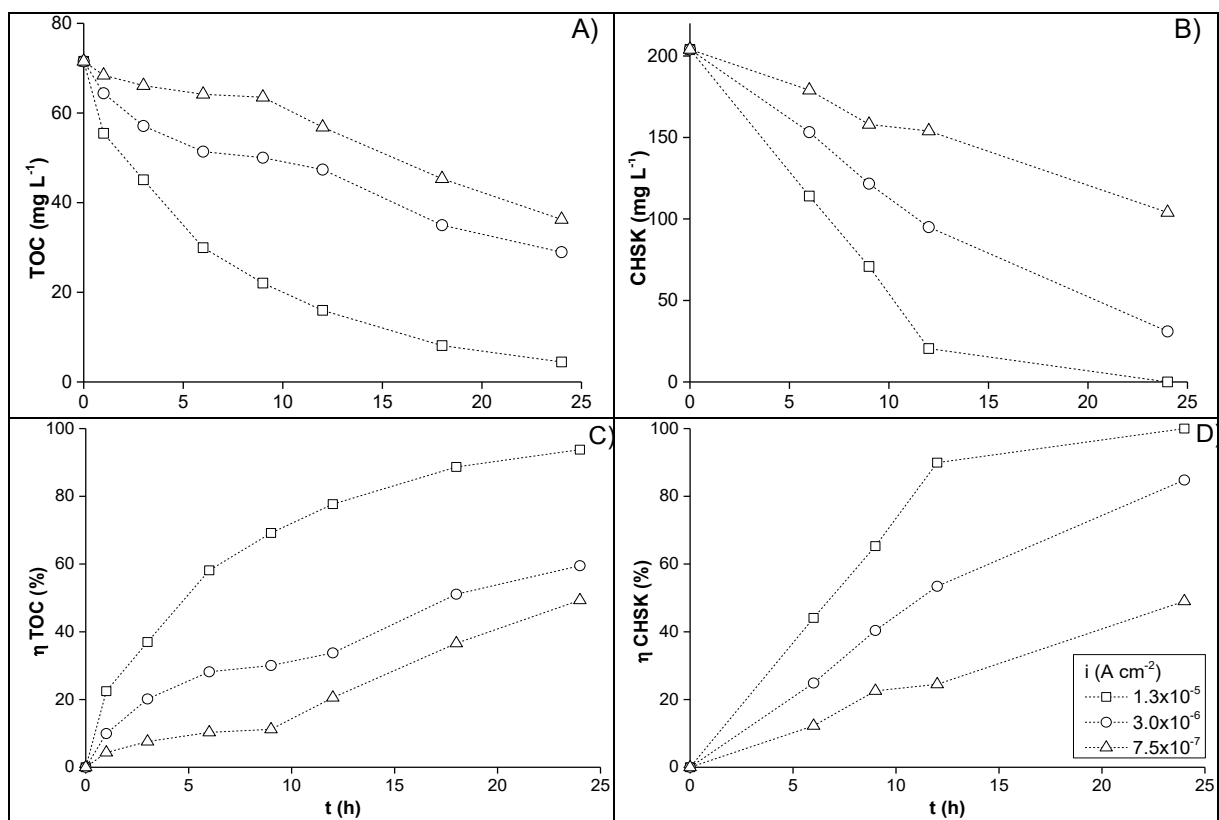 A)
80
60
40
20
0
TOC (mg L⁻¹)
0 5 10 15 20 25
B)
200
150
100
50
0
CHSK (mg L⁻¹)
0 5 10 15 20 25
C)
100
80
60
40
20
0
η TOC (%)
0 5 10 15 20 25
t (h)
D)
100
80
60
40
20
0
η CHSK (%)
i (A cm⁻²)
1.3x10⁻⁵
3.0x10⁻⁶
7.5x10⁻⁷
0 5 10 15 20 25
t (h)